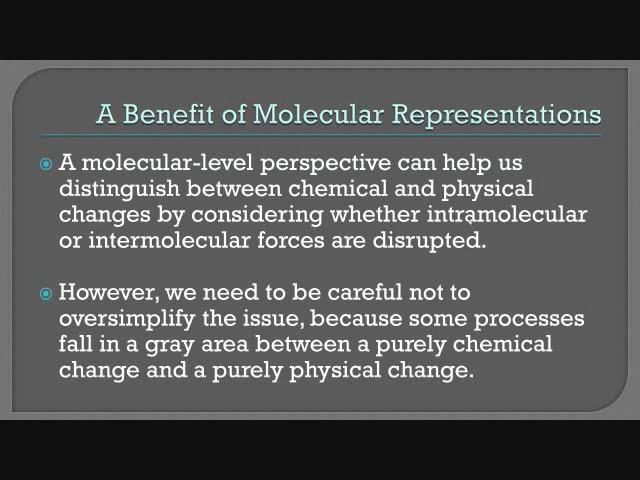 A Benefit of Molecular Representations
A molecular-level perspective can help us
distinguish between chemical and physical
changes by considering whether intramolecular
or intermolecular forces are disrupted.
However, we need to be careful not to
oversimplify the issue, because some processes
fall in a gray area between a purely chemical
change and a purely physical change.